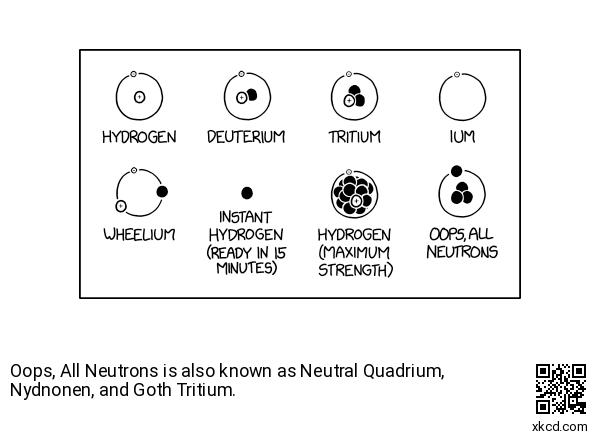 HYDROGEN
DEUTERIUM
TRITIUM
IUM
WHEELIUM
INSTANT
HYDROGEN
(READY IN 15
MINUTES)
HYDROGEN
(MAXIMUM
STRENGTH)
OOPS, ALL
NEUTRONS
Oops, All Neutrons is also known as Neutral Quadrium,
Nydnonen, and Goth Tritium.
xkcd.com